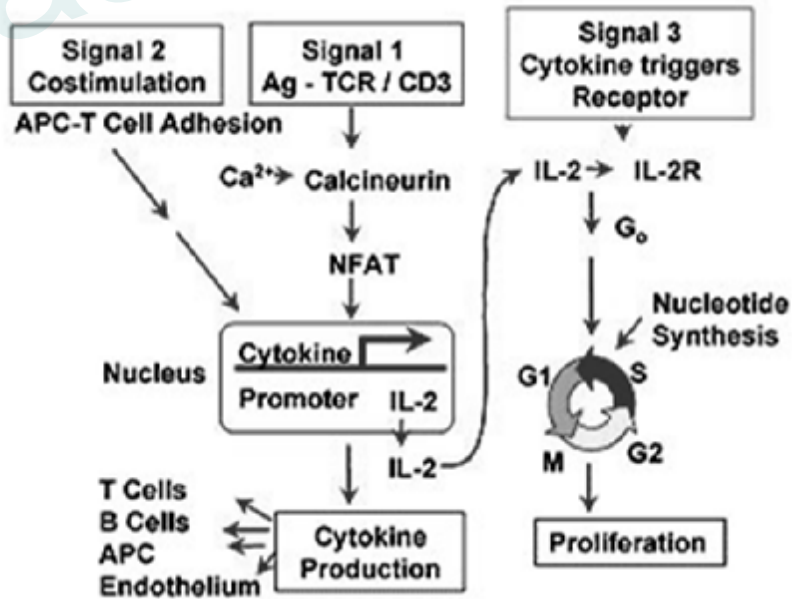 Signal 2
Costimulation
APC-T Cell Adhesion
Signal 1
Ag - TCR / CD3
Signal 3
Cytokine triggers
Receptor
Ca²⁺
Calcineurin
NFAT
IL-2
IL-2R
G₀
Nucleotide
Synthesis
Nucleus
Cytokine
Promoter
IL-2
IL-2
G1
S
M
G2
T Cells
B Cells
APC
Endothelium
Cytokine
Production
Proliferation